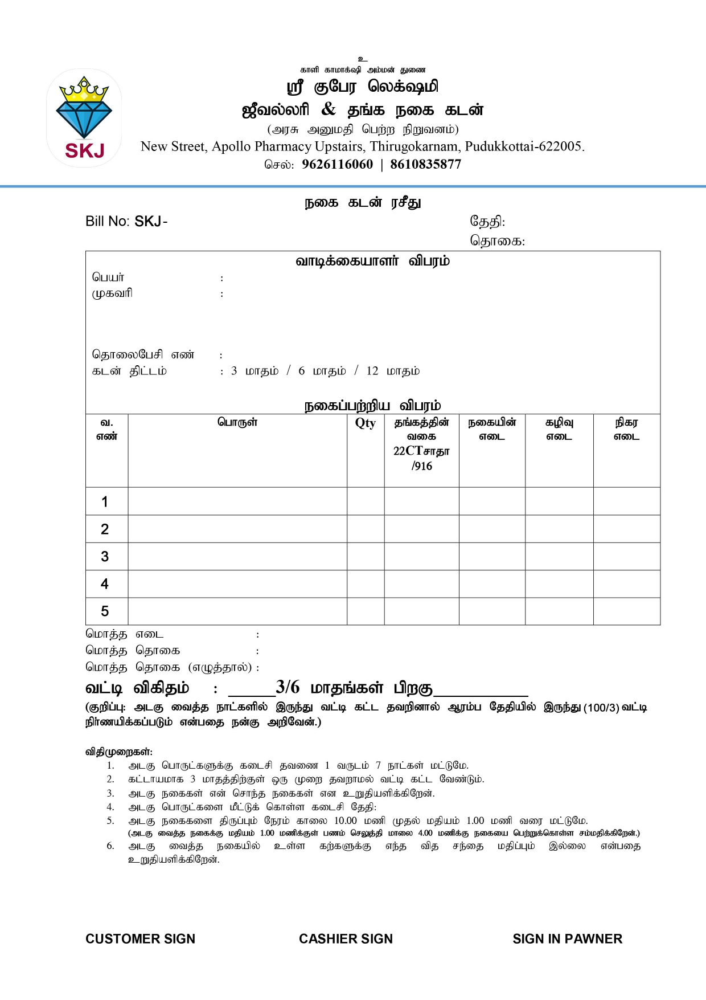 உ
காளி காமாக்ஷி அம்மன் துணை
ஸ்ரீ குபேர லெக்ஷமி
ஜீவல்லரி & தங்க நகை கடன்
(அரசு அனுமதி பெற்ற நிறுவனம்)
New Street, Apollo Pharmacy Upstairs, Thirugokarnam, Pudukkottai-622005.
செல்: 9626116060 | 8610835877
SKJ
நகை கடன் ரசீது
Bill No: SKJ- தேதி:
தொகை:
வாடிக்கையாளர் விபரம்
பெயர் :
முகவரி :
தொலைபேசி எண் :
கடன் திட்டம் : 3 மாதம் / 6 மாதம் / 12 மாதம்
நகைப்பற்றிய விபரம்
வ. எண் பொருள் Qty தங்கத்தின் வகை 22CTசாதா /916 நகையின் எடை கழிவு எடை நிகர எடை
1
2
3
4
5
மொத்த எடை :
மொத்த தொகை :
மொத்த தொகை (எழுத்தால்) :
வட்டி விகிதம் : ______3/6 மாதங்கள் பிறகு____________
(குறிப்பு: அடகு வைத்த நாட்களில் இருந்து வட்டி கட்ட தவறினால் ஆரம்ப தேதியில் இருந்து (100/3) வட்டி
நிர்ணயிக்கப்படும் என்பதை நன்கு அறிவேன்.)
விதிமுறைகள்:
1. அடகு பொருட்களுக்கு கடைசி தவணை 1 வருடம் 7 நாட்கள் மட்டுமே.
2. கட்டாயமாக 3 மாதத்திற்குள் ஒரு முறை தவறாமல் வட்டி கட்ட வேண்டும்.
3. அடகு நகைகள் என் சொந்த நகைகள் என உறுதியளிக்கிறேன்.
4. அடகு பொருட்களை மீட்டுக் கொள்ள கடைசி தேதி:
5. அடகு நகைகளை திருப்பும் நேரம் காலை 10.00 மணி முதல் மதியம் 1.00 மணி வரை மட்டுமே.
(அடகு வைத்த நகைக்கு மதியம் 1.00 மணிக்குள் பணம் செலுத்தி மாலை 4.00 மணிக்கு நகையை பெற்றுக்கொள்ள சம்மதிக்கிறேன்.)
6. அடகு வைத்த நகையில் உள்ள கற்களுக்கு எந்த வித சந்தை மதிப்பும் இல்லை என்பதை
உறுதியளிக்கிறேன்.
CUSTOMER SIGN CASHIER SIGN SIGN IN PAWNER